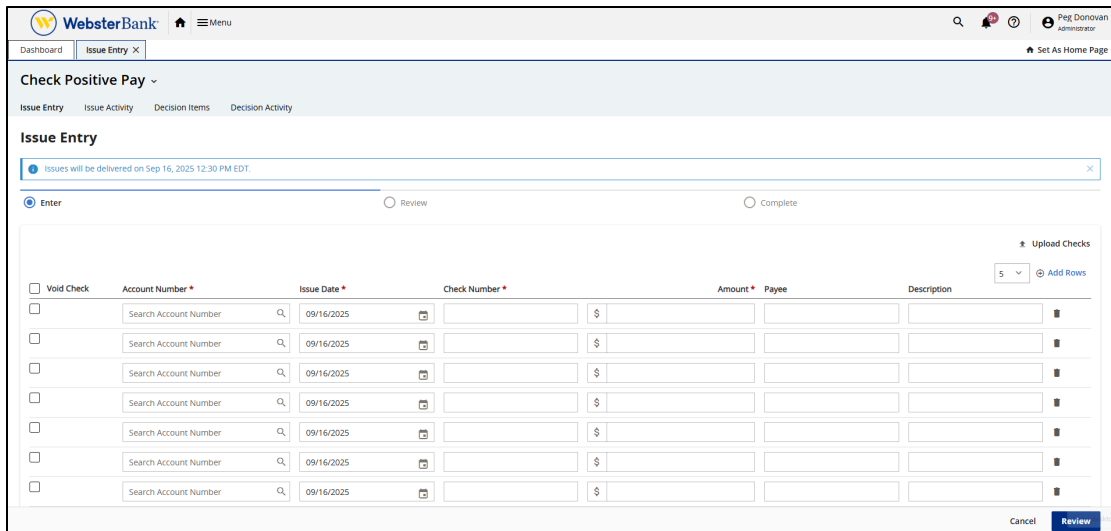 W WebsterBank Menu 9+ Peg Donovan
Administrator
Dashboard Issue Entry Set As Home Page
Check Positive Pay
Issue Entry Issue Activity Decision Items Decision Activity
Issue Entry
Issues will be delivered on Sep 16, 2025 12:30 PM EDT.
Enter Review Complete
Upload Checks
5 Add Rows
Void Check Account Number * Issue Date * Check Number * Amount * Payee Description
Search Account Number 09/16/2025 $
Search Account Number 09/16/2025 $
Search Account Number 09/16/2025 $
Search Account Number 09/16/2025 $
Search Account Number 09/16/2025 $
Search Account Number 09/16/2025 $
Search Account Number 09/16/2025 $
Cancel Review